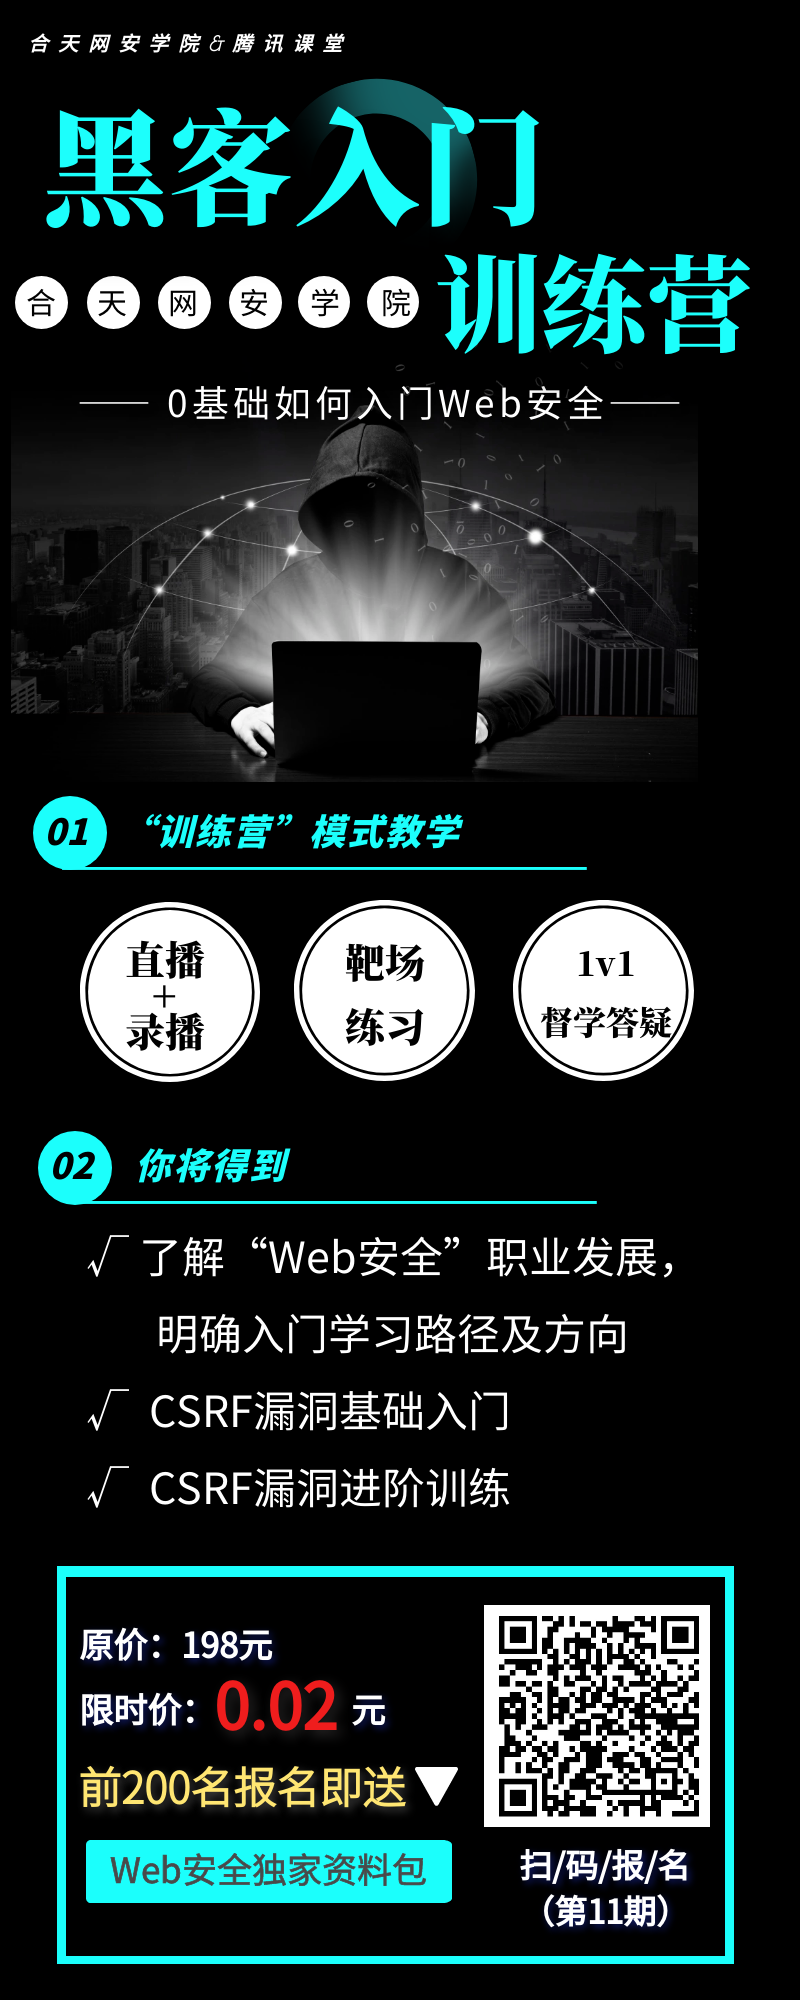 合天网安学院&腾讯课堂
黑客入门
训练营
合天网安学院
0基础如何入门Web安全
01 “训练营”模式教学
直播
+
录播
靶场
练习
1v1
督学答疑
02 你将得到
√ 了解“Web安全”职业发展，
明确入门学习路径及方向
√ CSRF漏洞基础入门
√ CSRF漏洞进阶训练
原价：198元
限时价：0.02 元
前200名报名即送▼
Web安全独家资料包
扫/码/报/名
（第11期）